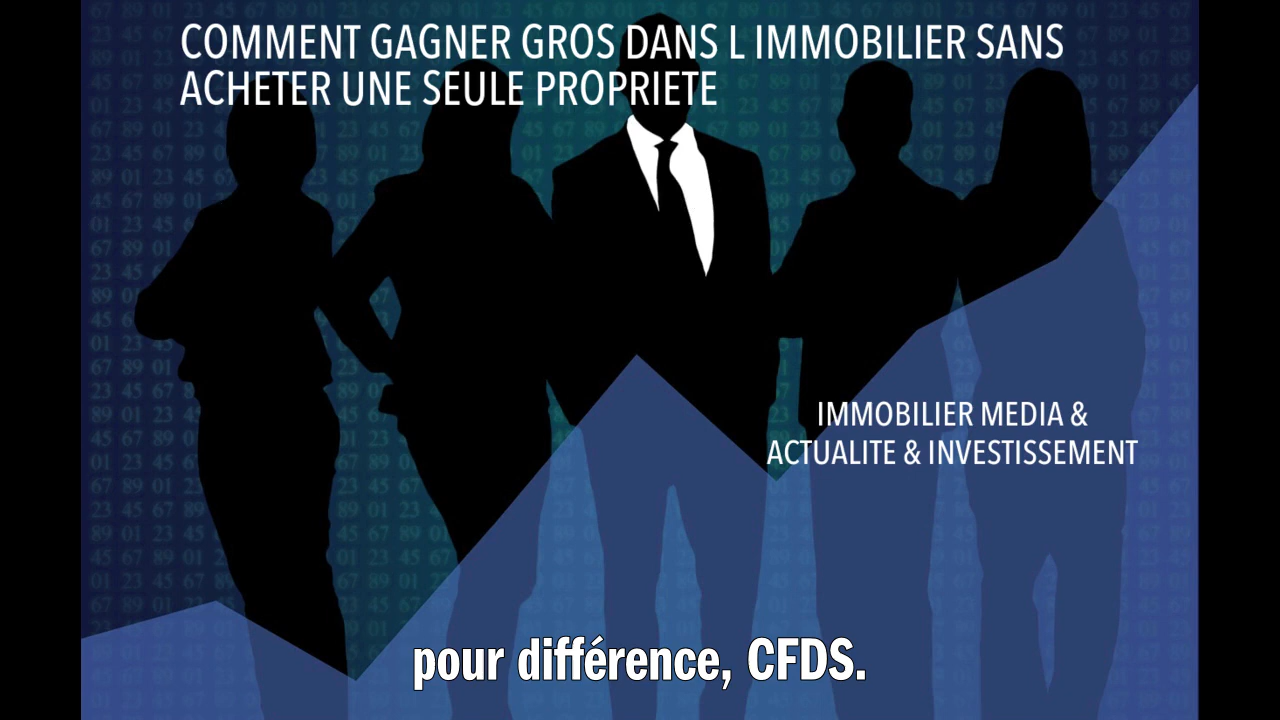 COMMENT GAGNER GROS DANS L IMMOBILIER SANS
ACHETER UNE SEULE PROPRIETE
IMMOBILIER MEDIA &
ACTUALITE & INVESTISSEMENT
pour différence, CFDS.